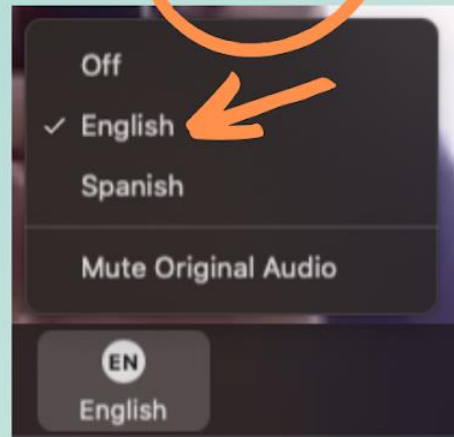 Off
✓ English
Spanish
Mute Original Audio
EN
English